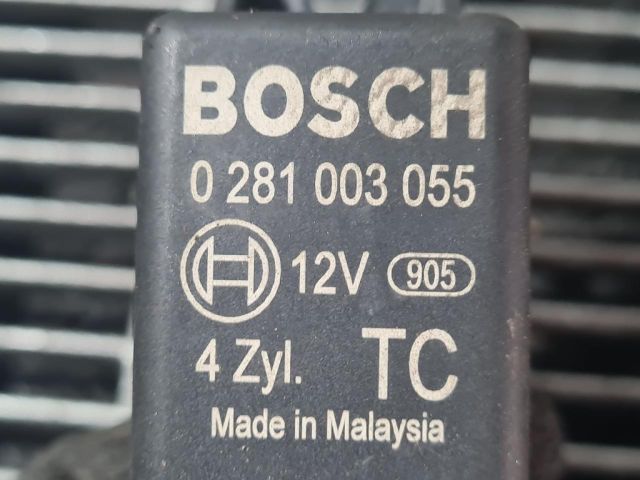 BOSCH
0 281 003 055
12V 905
4 Zyl. TC
Made in Malaysia